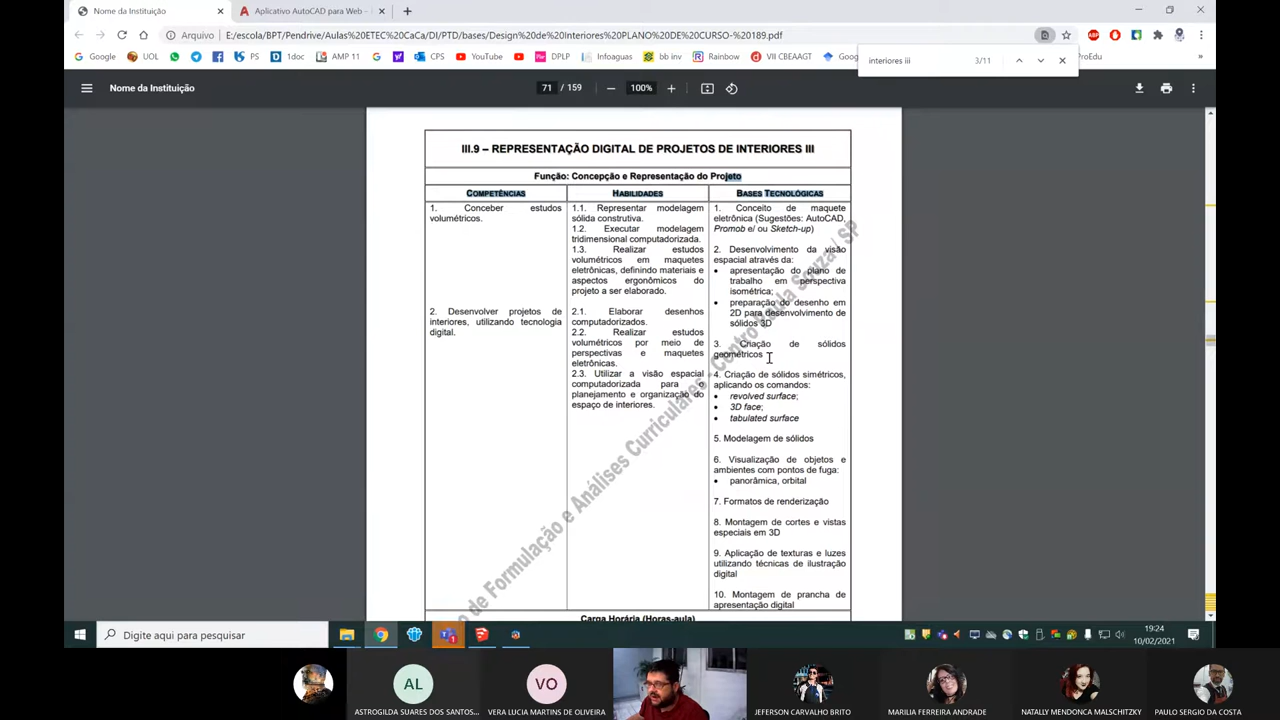 Nome da Instituição
Aplicativo AutoCAD para Web -
Arquivo
E:/escola/BPT/Pendrive/Aulas%20ETEC%20CaCa/DI/PTD/bases/Design%20de%20Interiores%20PLANO%20DE%20CURSO-%20189.pdf
Google
UOL
PS
1doc
AMP 11
CPS
YouTube
DPLP
Infoaguas
bb inv
Rainbow
VII CBEAAGT
Google
ProEdu
interiores iii
3/11
Nome da Instituição
71 / 159
100%
III.9 – REPRESENTAÇÃO DIGITAL DE PROJETOS DE INTERIORES III
Função: Concepção e Representação do Projeto
COMPETÊNCIAS
HABILIDADES
BASES TECNOLÓGICAS
1. Conceber estudos
volumétricos.
2. Desenvolver projetos de
interiores, utilizando tecnologia
digital.
1.1. Representar modelagem
sólida construtiva.
1.2. Executar modelagem
tridimensional computadorizada.
1.3. Realizar estudos
volumétricos em maquetes
eletrônicas, definindo materiais e
aspectos ergonômicos do
projeto a ser elaborado.
2.1. Elaborar desenhos
computadorizados.
2.2. Realizar estudos
volumétricos por meio de
perspectivas e maquetes
eletrônicas.
2.3. Utilizar a visão espacial
computadorizada para o
planejamento e organização do
espaço de interiores.
1. Conceito de maquete
eletrônica (Sugestões: AutoCAD,
Promob e/ ou Sketch-up)
2. Desenvolvimento da visão
espacial através da:
• apresentação do plano de
trabalho em perspectiva
isométrica;
• preparação do desenho em
2D para desenvolvimento de
sólidos 3D
3. Criação de sólidos
geométricos
4. Criação de sólidos simétricos,
aplicando os comandos:
• revolved surface;
• 3D face;
• tabulated surface
5. Modelagem de sólidos
6. Visualização de objetos e
ambientes com pontos de fuga:
• panorâmica, orbital
7. Formatos de renderização
8. Montagem de cortes e vistas
especiais em 3D
9. Aplicação de texturas e luzes
utilizando técnicas de ilustração
digital
10. Montagem de prancha de
apresentação digital
Carga Horária (Horas-aula)
de Formulação e Análises Curriculares - Centro Paula Souza / SP
Digite aqui para pesquisar
19:24
10/02/2021
AL
VO
ASTROGILDA SUARES DOS SANTOS...
VERA LUCIA MARTINS DE OLIVEIRA
JEFERSON CARVALHO BRITO
MARILIA FERREIRA ANDRADE
NATALLY MENDONCA MALSCHITZKY
PAULO SERGIO DA COSTA